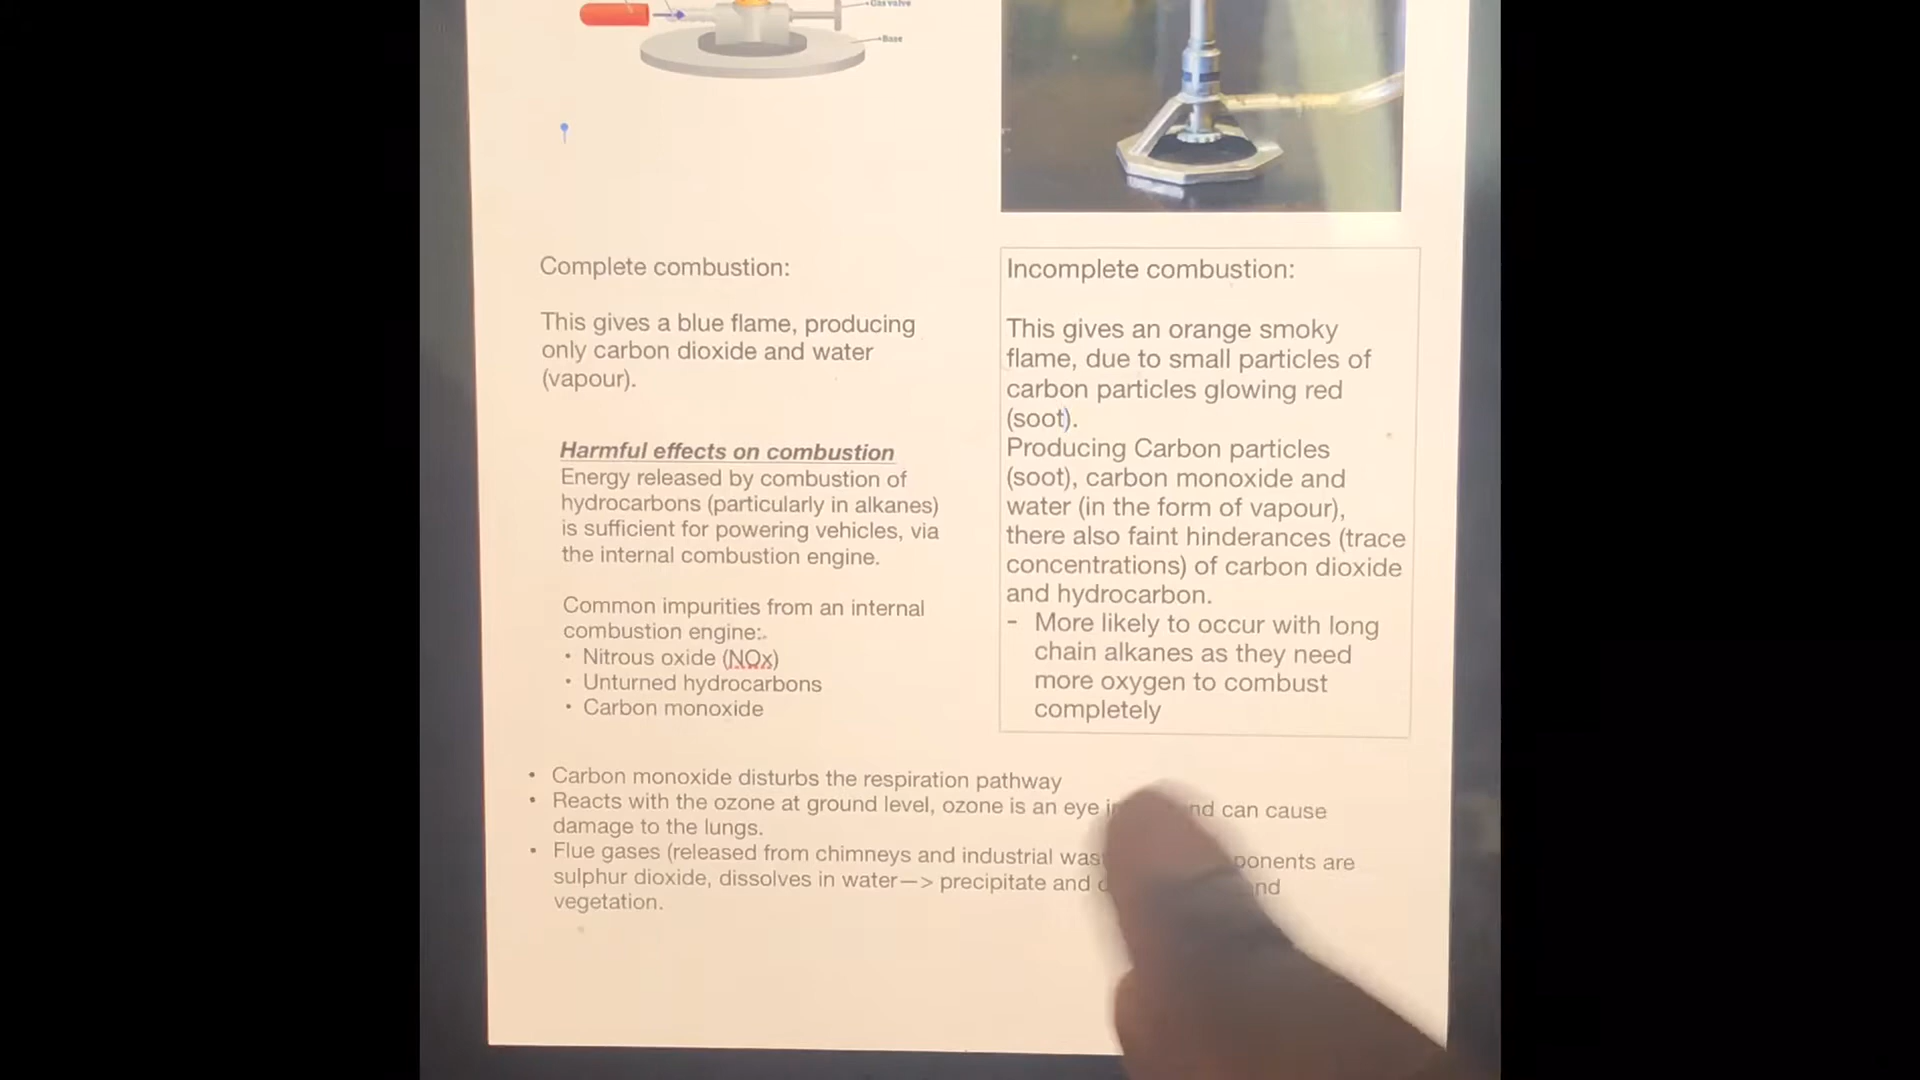 Gas valve
Base
Complete combustion:
This gives a blue flame, producing
only carbon dioxide and water
(vapour).
Harmful effects on combustion
Energy released by combustion of
hydrocarbons (particularly in alkanes)
is sufficient for powering vehicles, via
the internal combustion engine.
Common impurities from an internal
combustion engine:
• Nitrous oxide (NOx)
• Unturned hydrocarbons
• Carbon monoxide
Incomplete combustion:
This gives an orange smoky
flame, due to small particles of
carbon particles glowing red
(soot).
Producing Carbon particles
(soot), carbon monoxide and
water (in the form of vapour),
there also faint hinderances (trace
concentrations) of carbon dioxide
and hydrocarbon.
- More likely to occur with long
chain alkanes as they need
more oxygen to combust
completely
• Carbon monoxide disturbs the respiration pathway
• Reacts with the ozone at ground level, ozone is an eye can cause
damage to the lungs.
• Flue gases (released from chimneys and industrial are
sulphur dioxide, dissolves in water—> precipitate and
vegetation.